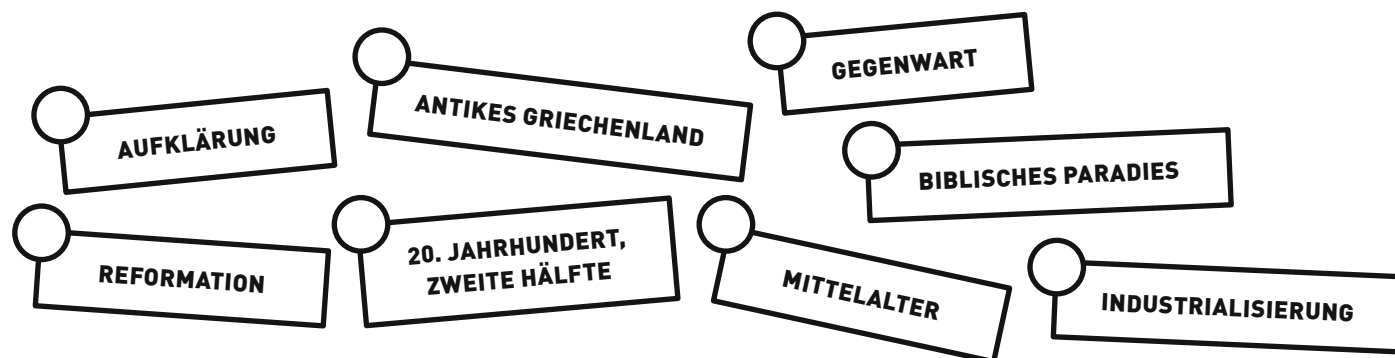 AUFKLÄRUNG
ANTIKES GRIECHENLAND
GEGENWART
BIBLISCHES PARADIES
REFORMATION
20. JAHRHUNDERT,
ZWEITE HÄLFTE
MITTELALTER
INDUSTRIALISIERUNG